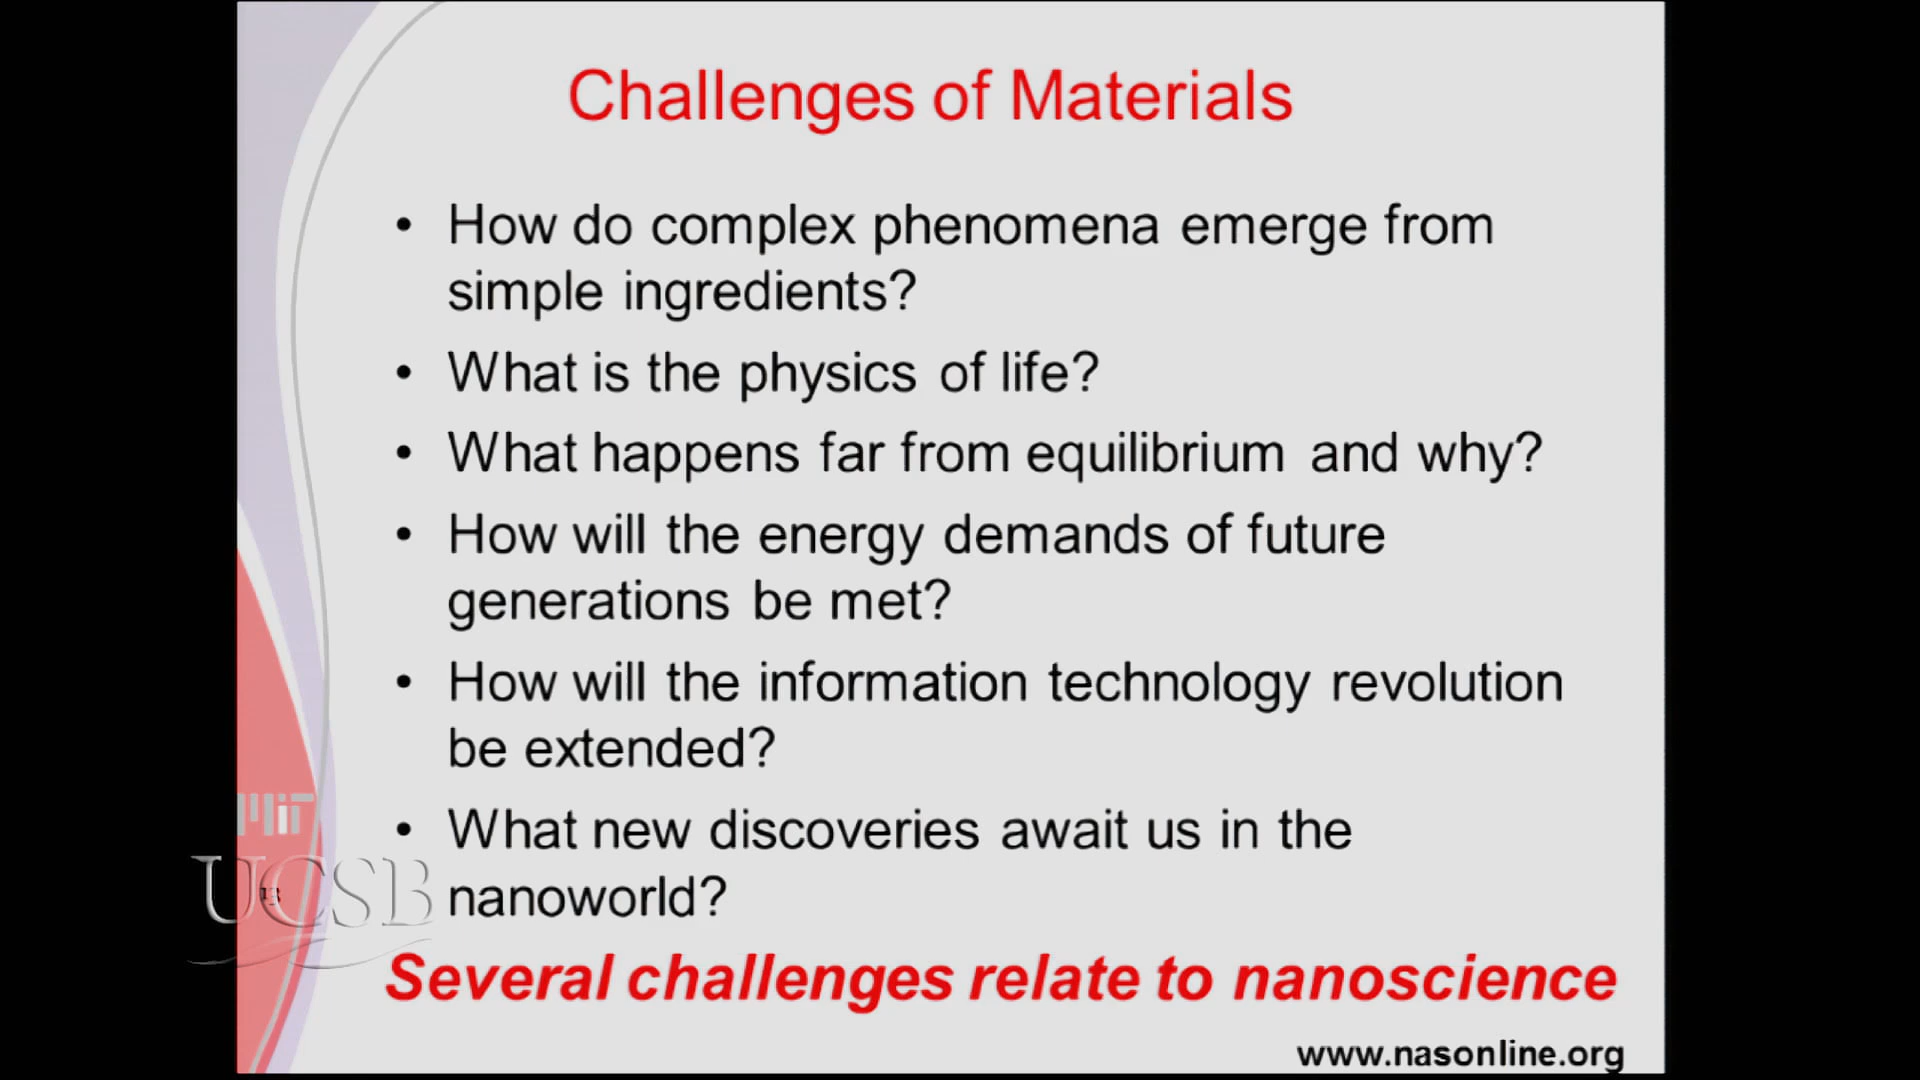 Challenges of Materials
• How do complex phenomena emerge from
simple ingredients?
• What is the physics of life?
• What happens far from equilibrium and why?
• How will the energy demands of future
generations be met?
• How will the information technology revolution
be extended?
• What new discoveries await us in the
nanoworld?
MIT
UCSB
13
Several challenges relate to nanoscience
www.nasonline.org